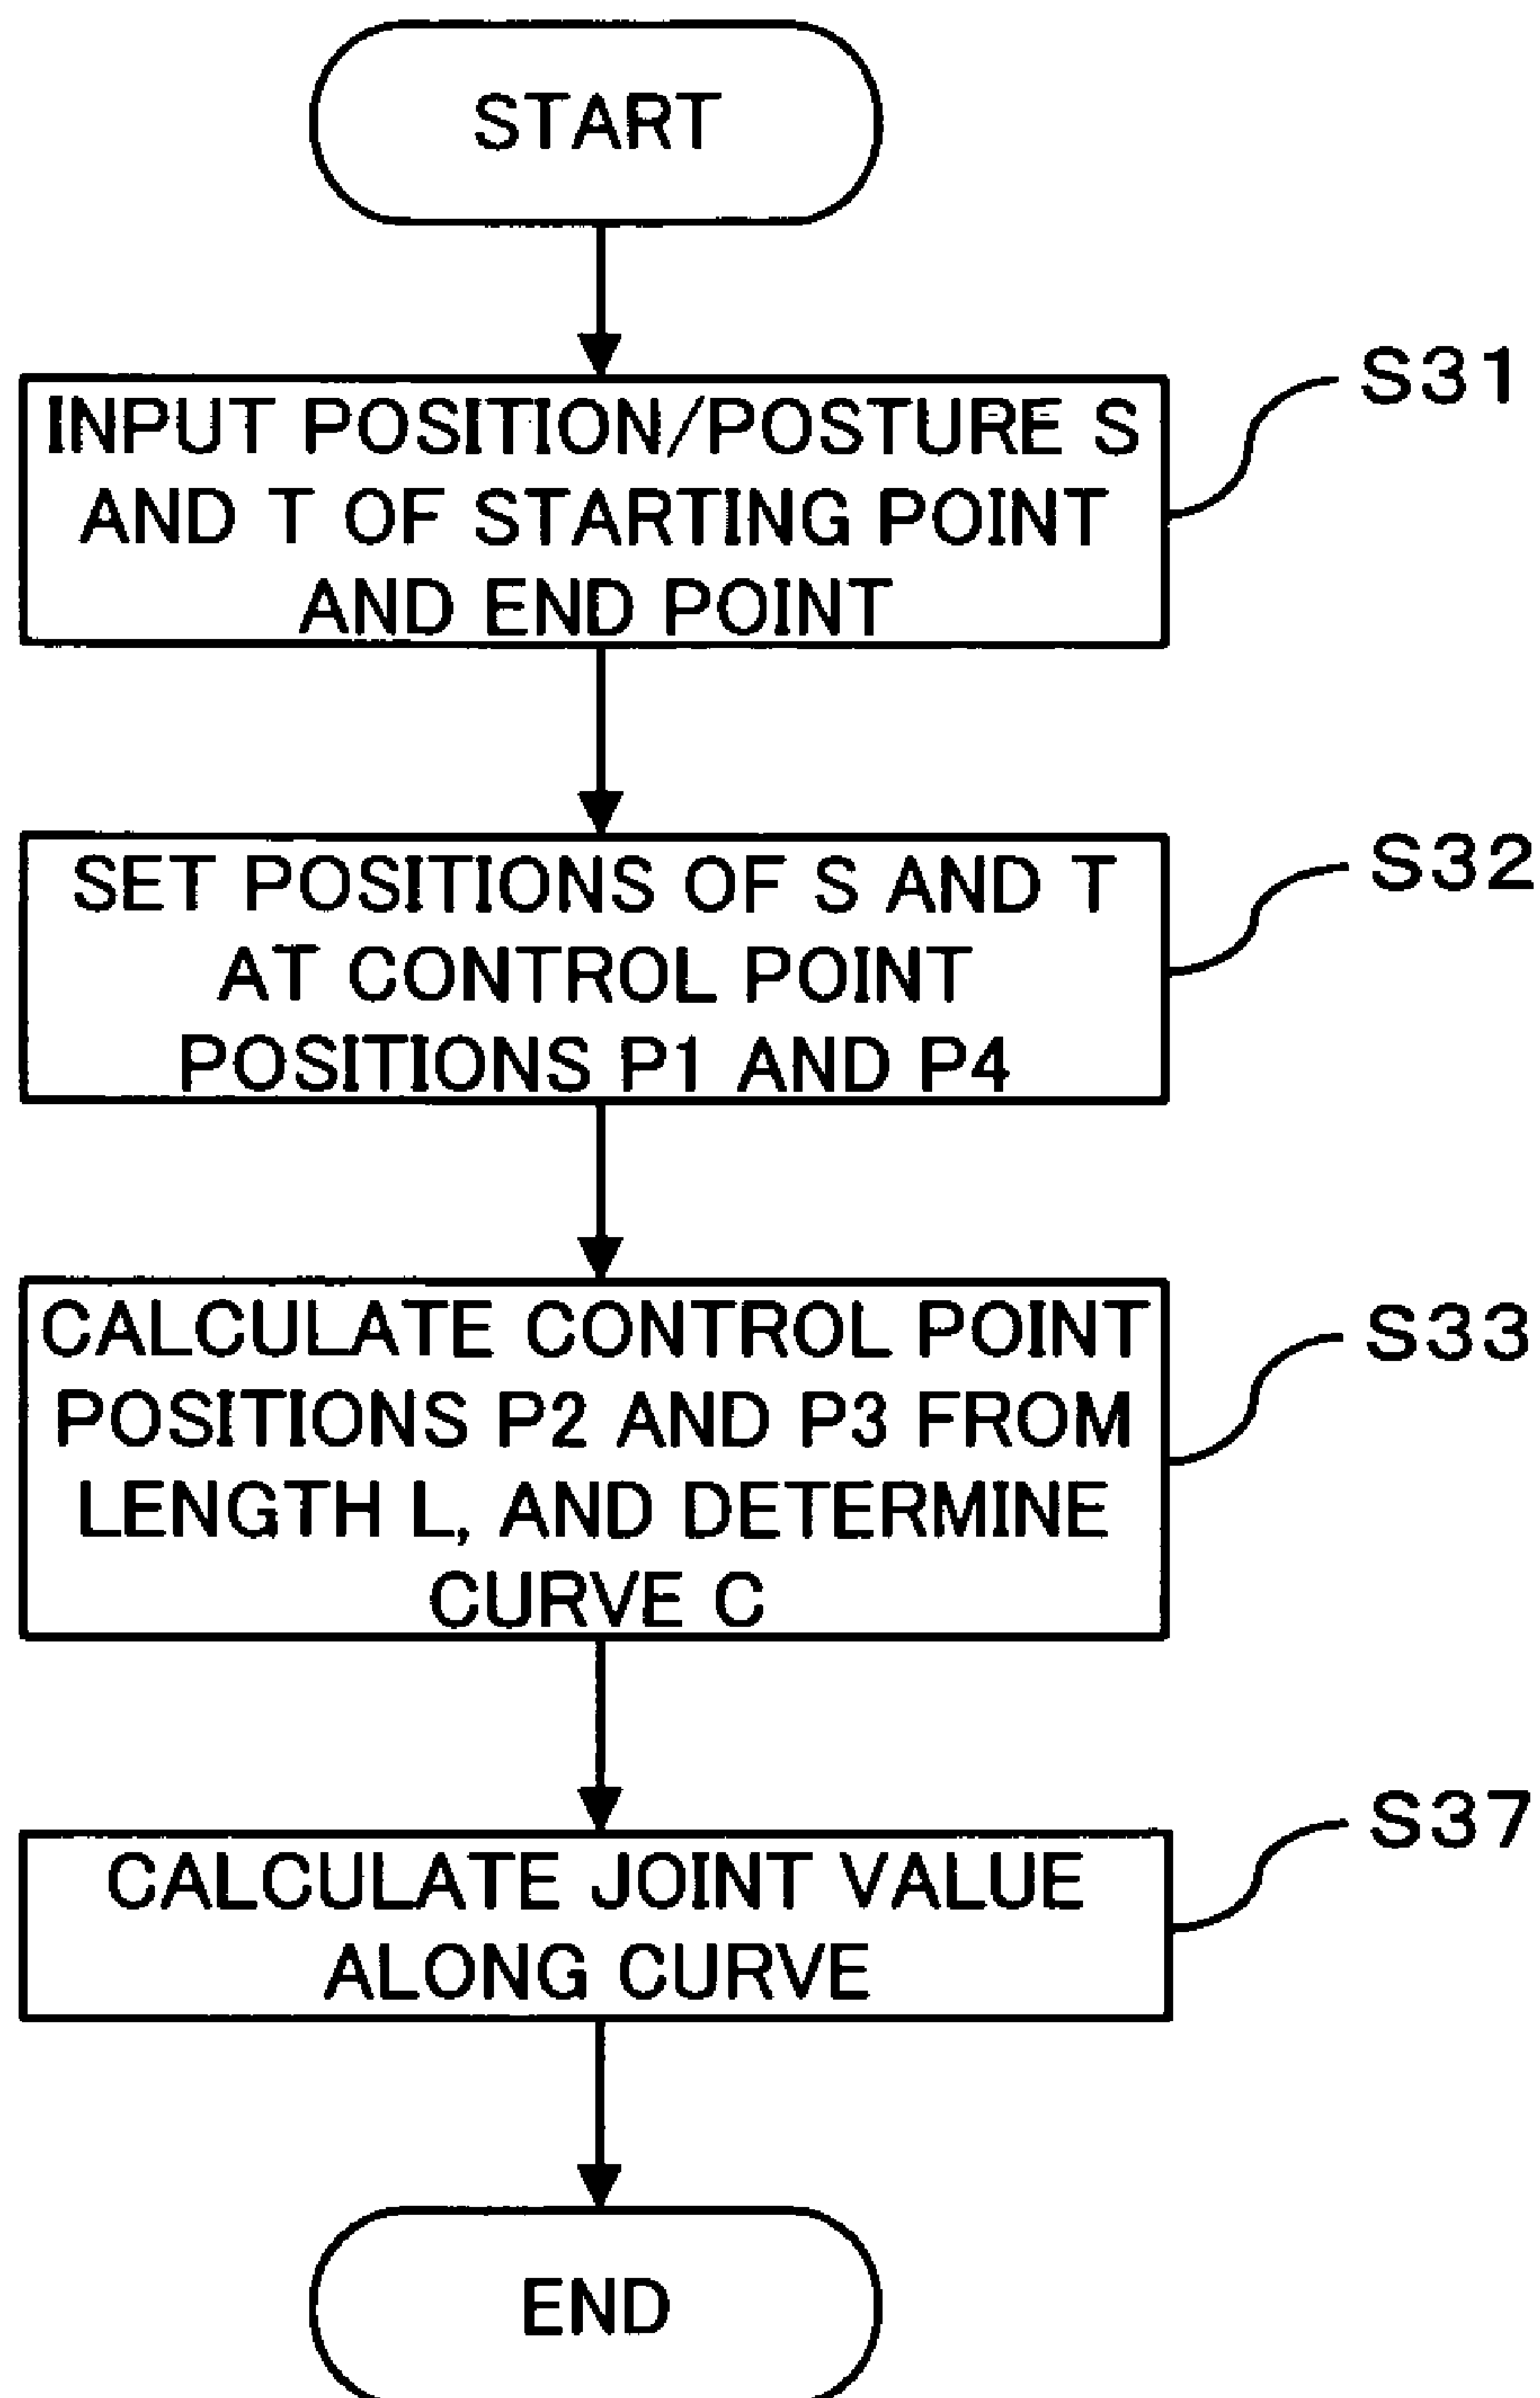 START
S31
INPUT POSITION/POSTURE S
AND T OF STARTING POINT
AND END POINT
S32
SET POSITIONS OF S AND T
AT CONTROL POINT
POSITIONS P1 AND P4
S33
CALCULATE CONTROL POINT
POSITIONS P2 AND P3 FROM
LENGTH L, AND DETERMINE
CURVE C
S37
CALCULATE JOINT VALUE
ALONG CURVE
END